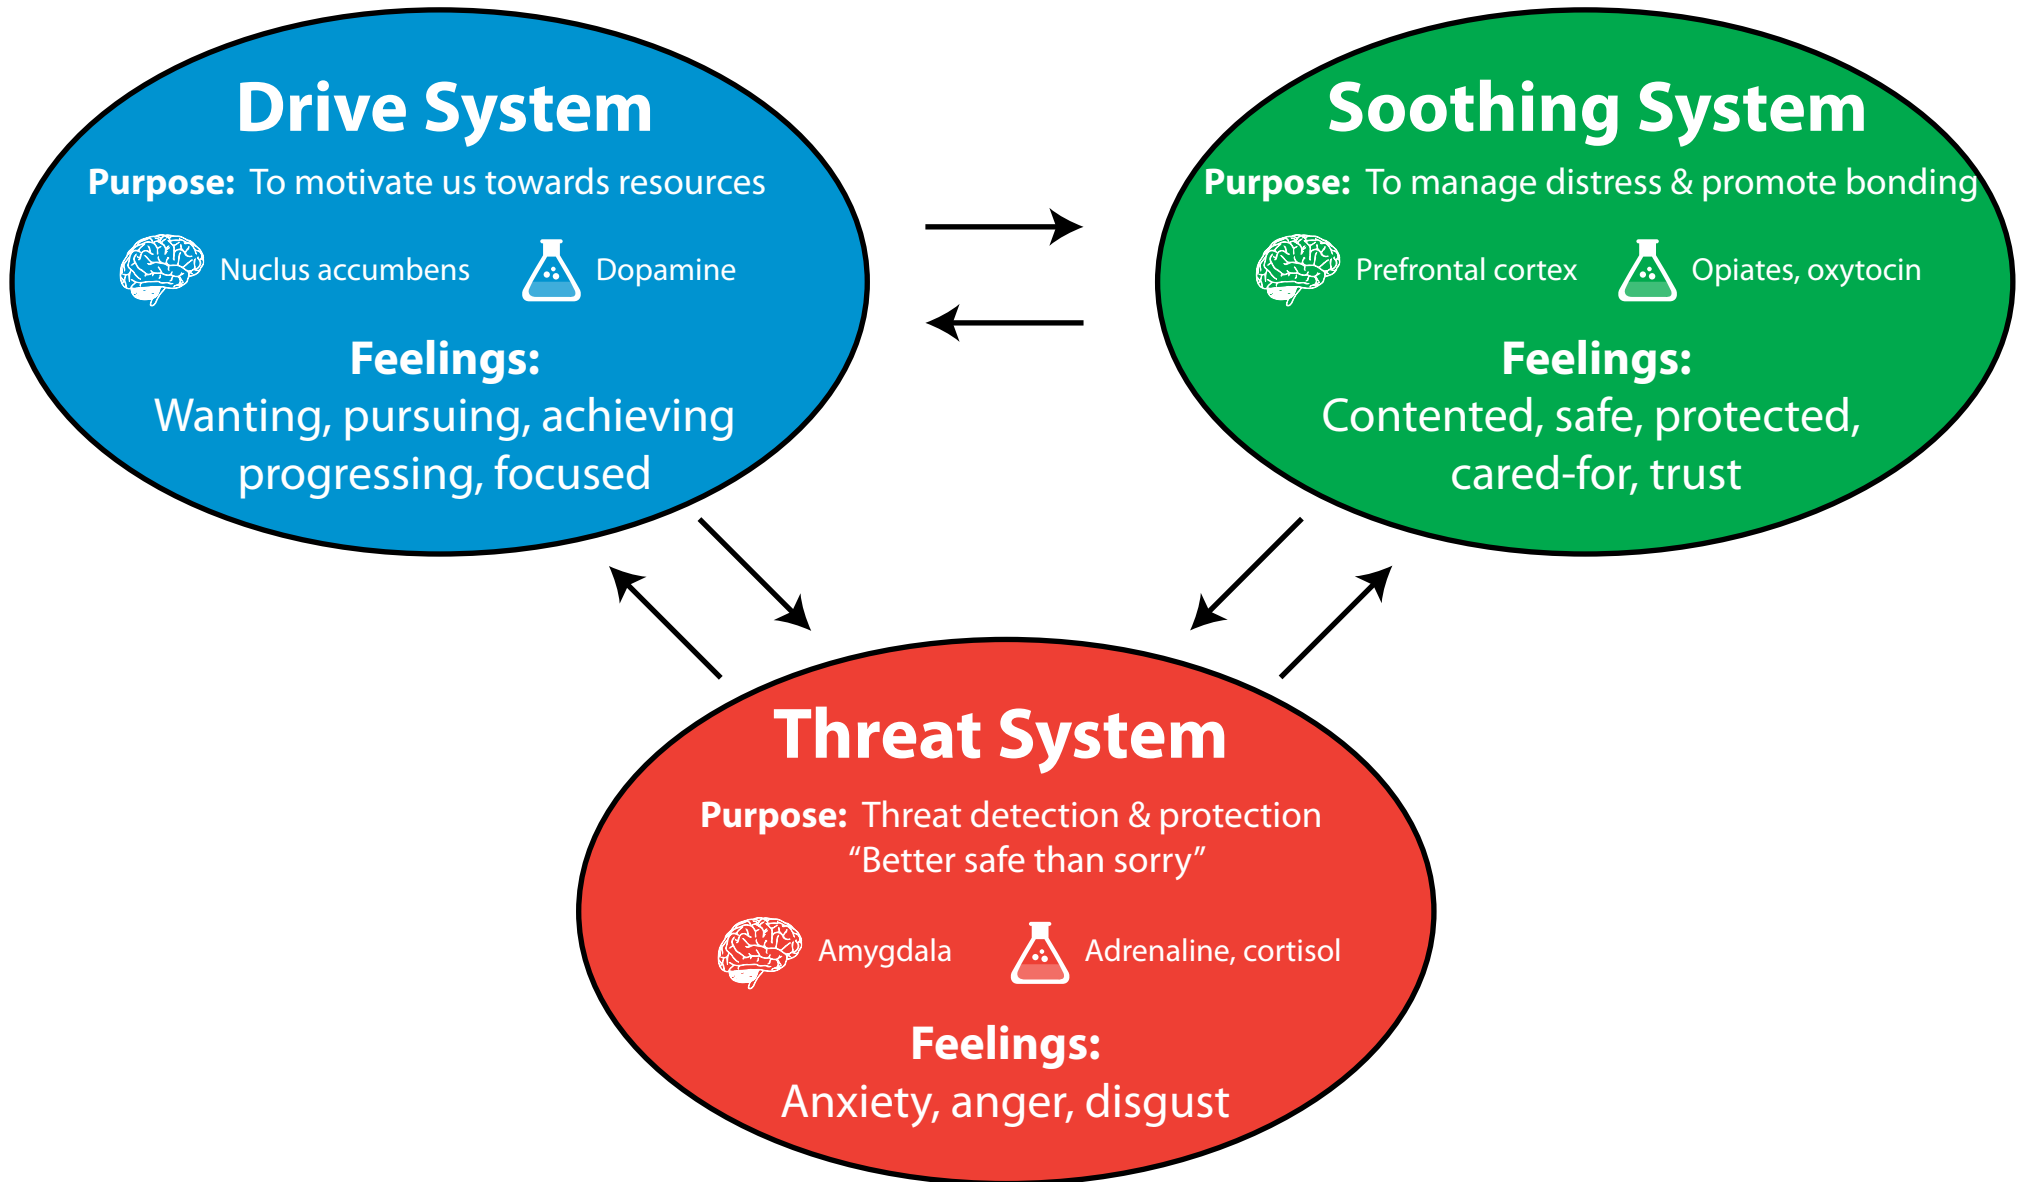 Drive System
Purpose: To motivate us towards resources
Nuclus accumbens
Dopamine
Feelings:
Wanting, pursuing, achieving
progressing, focused
Soothing System
Purpose: To manage distress & promote bonding
Prefrontal cortex
Opiates, oxytocin
Feelings:
Contented, safe, protected,
cared-for, trust
Threat System
Purpose: Threat detection & protection
“Better safe than sorry”
Amygdala
Adrenaline, cortisol
Feelings:
Anxiety, anger, disgust